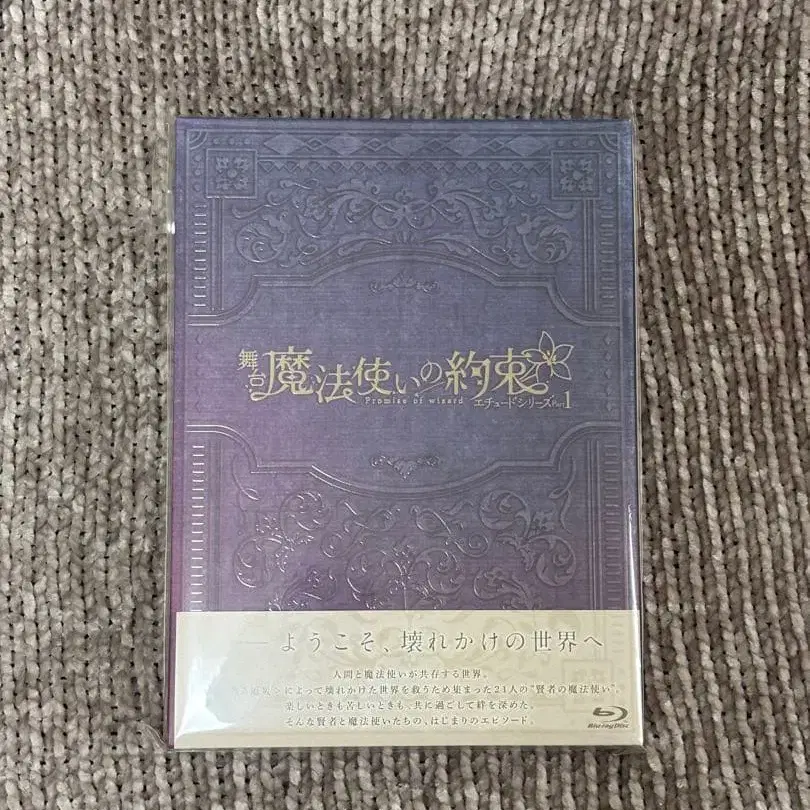 舞台 魔法使いの約束
Promise of wizard エチュードシリーズPart1
― ようこそ、壊れかけの世界へ
人間と魔法使いが共存する世界。
によって壊れかけた世界を救うため集まった21人の“賢者の魔法使い”。
楽しいときも苦しいときも、共に過ごして絆を深めた。
そんな賢者と魔法使いたちの、はじまりのエピソード。
Blu-ray Disc